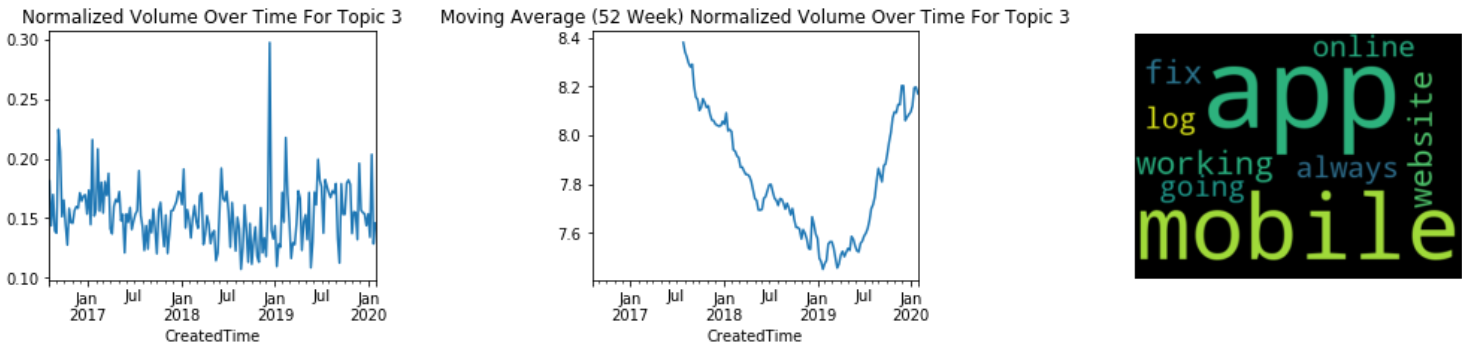 Normalized Volume Over Time For Topic 3
0.30
0.25
0.20
0.15
0.10
Jan Jul Jan Jul Jan Jul Jan
2017 2018 2019 2020
CreatedTime
Moving Average (52 Week) Normalized Volume Over Time For Topic 3
8.4
8.2
8.0
7.8
7.6
Jan Jul Jan Jul Jan Jul Jan
2017 2018 2019 2020
CreatedTime
online
fix
app
log
website
working
always
going
mobile